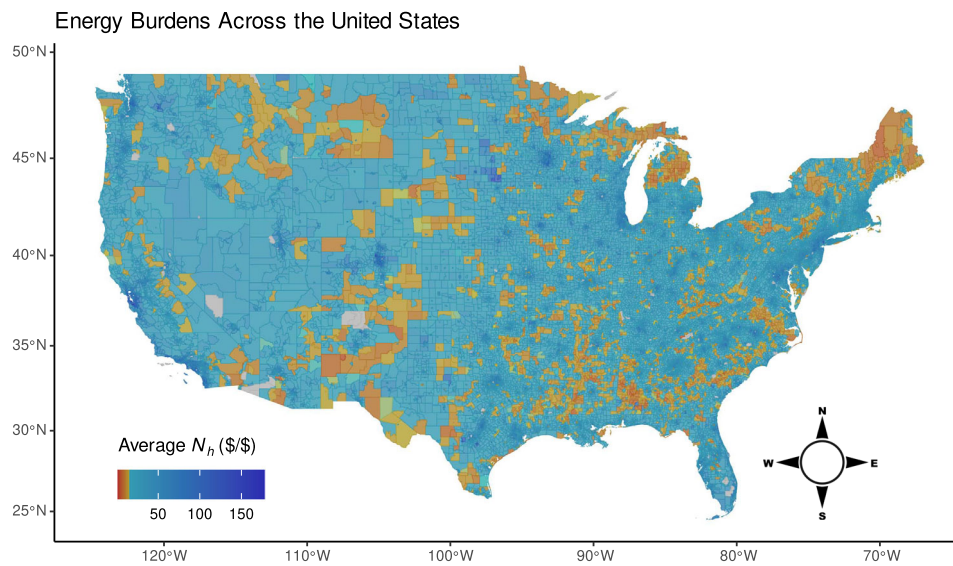 Energy Burdens Across the United States
50°N
45°N
40°N
35°N
30°N
25°N
Average Nₕ ($/$)
50 100 150
N
W E
S
120°W 110°W 100°W 90°W 80°W 70°W